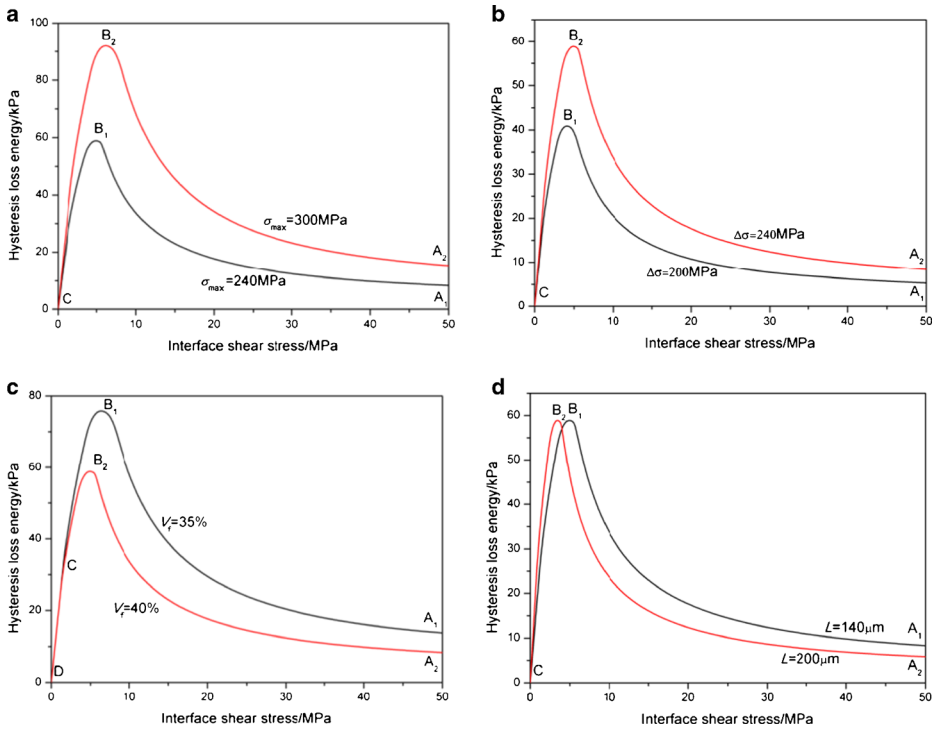 a
Hysteresis loss energy/kPa
100
80
60
40
20
0
B₂
B₁
σmax=300MPa
σmax=240MPa
A₂
A₁
C
0 10 20 30 40 50
Interface shear stress/MPa
b
Hysteresis loss energy/kPa
60
50
40
30
20
10
0
B₂
B₁
Δσ=240MPa
Δσ=200MPa
A₂
A₁
C
0 10 20 30 40 50
Interface shear stress/MPa
c
Hysteresis loss energy/kPa
80
60
40
20
0
B₁
B₂
Vf=35%
C
Vf=40%
A₁
A₂
D
0 10 20 30 40 50
Interface shear stress/MPa
d
Hysteresis loss energy/kPa
60
50
40
30
20
10
0
B₂ B₁
L=140μm
L=200μm
A₁
A₂
C
0 10 20 30 40 50
Interface shear stress/MPa